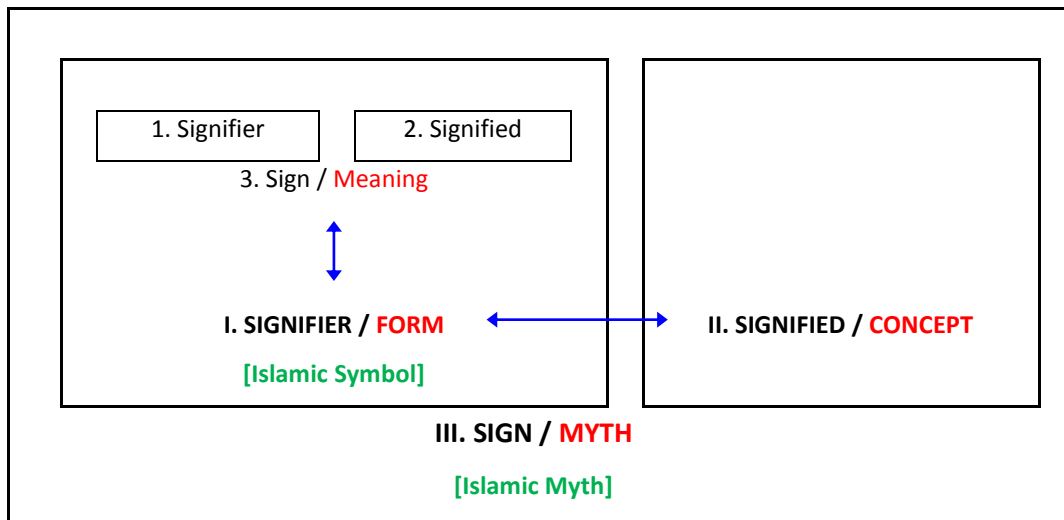 1. Signifier
2. Signified
3. Sign / Meaning
I. SIGNIFIER / FORM
II. SIGNIFIED / CONCEPT
[Islamic Symbol]
III. SIGN / MYTH
[Islamic Myth]